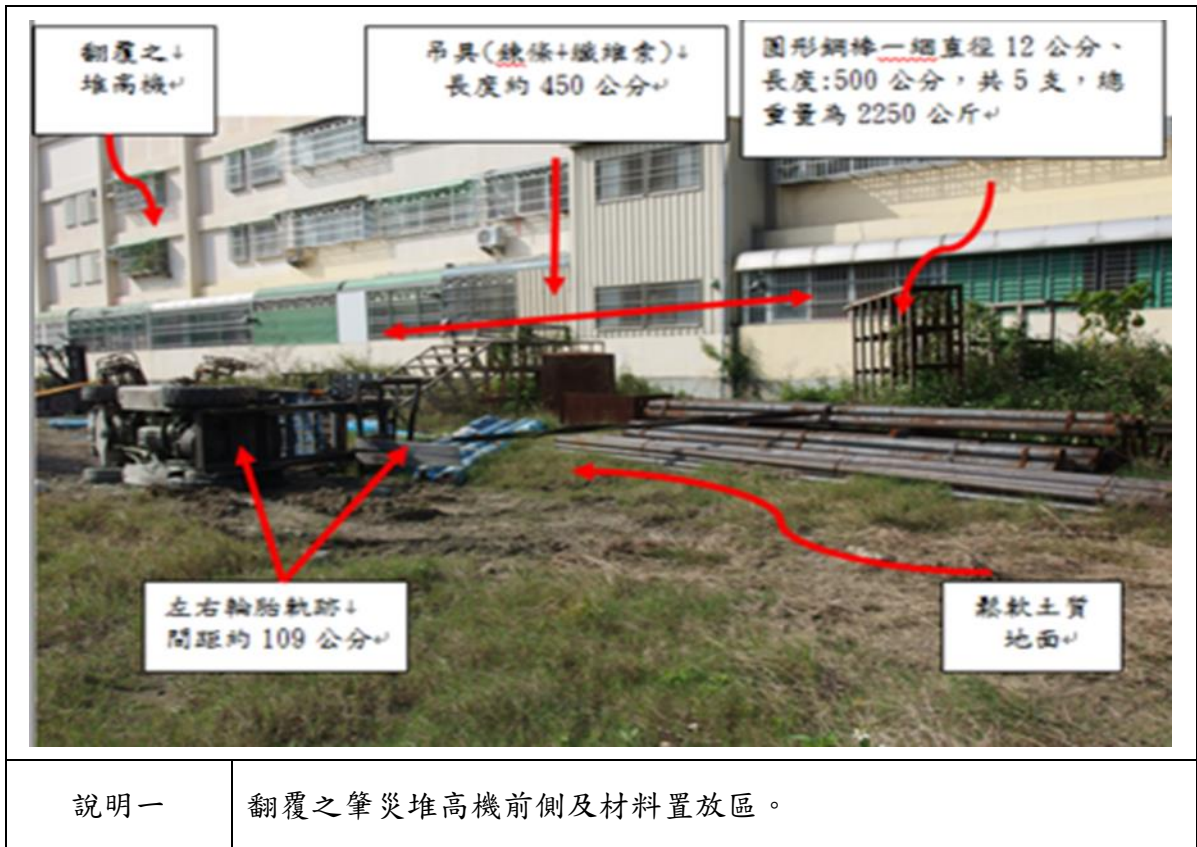 翻覆之↓
堆高機↵
吊具(鍊條+纖維索)↓
長度約 450 公分↵
圓形鋼棒一綑直徑 12 公分、
長度:500 公分，共 5 支，總
重量為 2250 公斤↵
左右輪胎軌跡↓
間距約 109 公分↵
鬆軟土質
地面↵
說明一
翻覆之肇災堆高機前側及材料置放區。